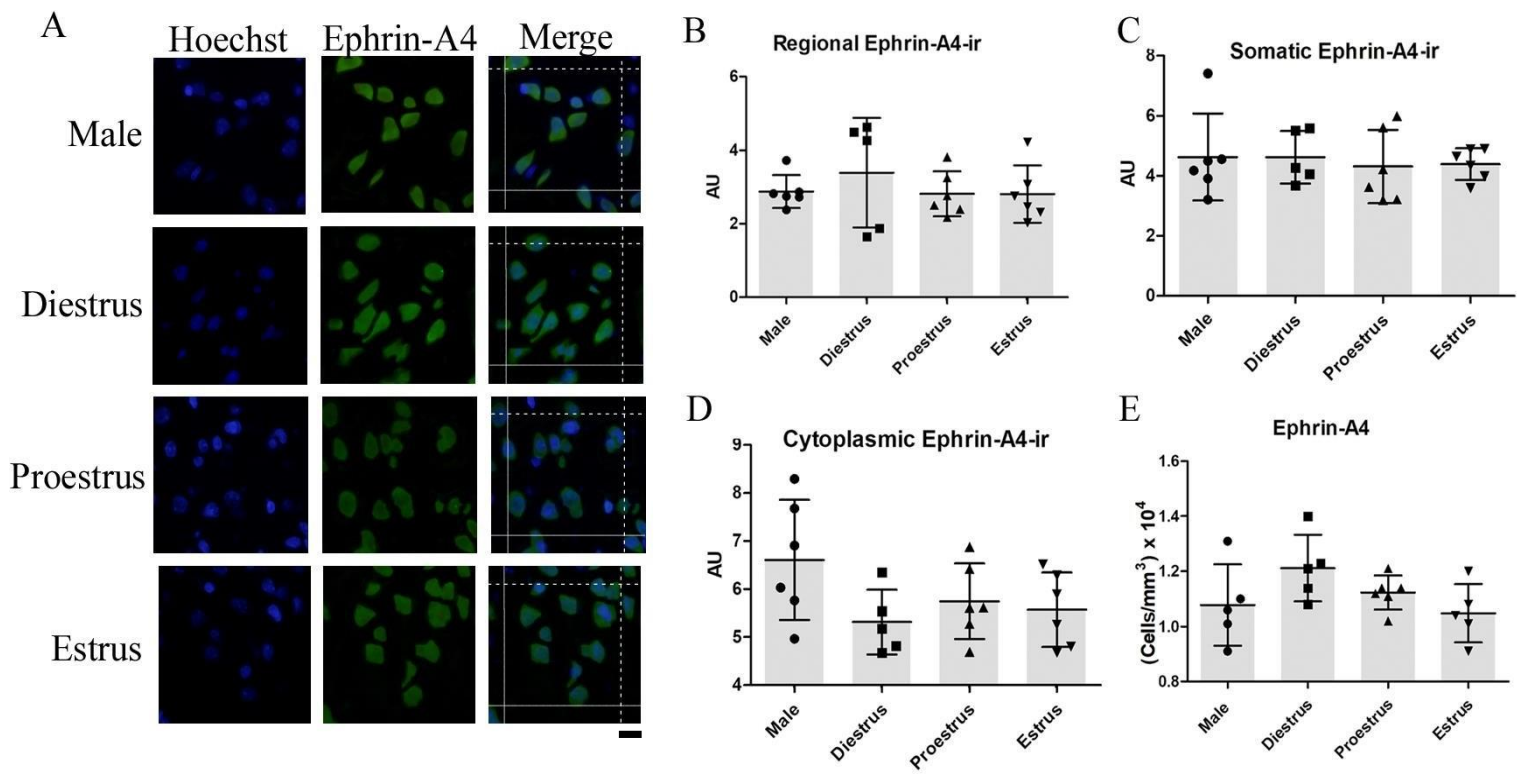 A
Hoechst Ephrin-A4 Merge
Male
Diestrus
Proestrus
Estrus
B
Regional Ephrin-A4-ir
AU
6
4
2
0
Male
Diestrus
Proestrus
Estrus
C
Somatic Ephrin-A4-ir
AU
8
6
4
2
0
Male
Diestrus
Proestrus
Estrus
D
Cytoplasmic Ephrin-A4-ir
AU
9
8
7
6
5
4
Male
Diestrus
Proestrus
Estrus
E
Ephrin-A4
(Cells/mm³) x 10⁴
1.6
1.4
1.2
1.0
0.8
Male
Diestrus
Proestrus
Estrus